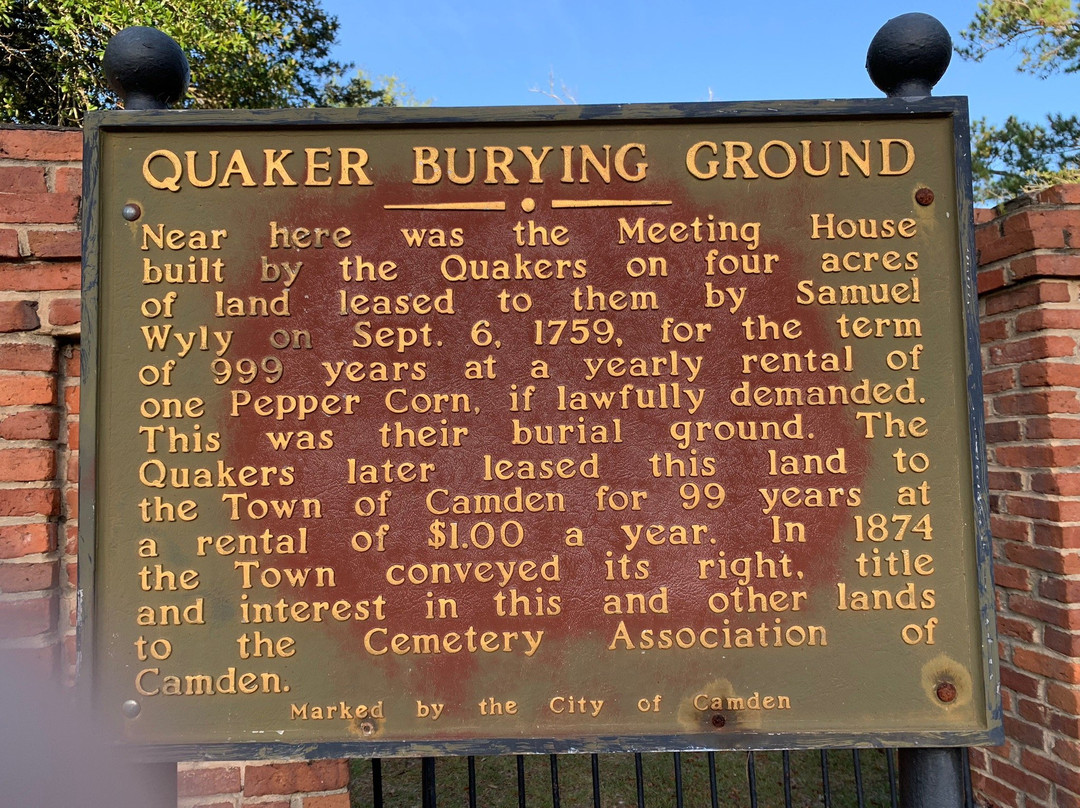 QUAKER BURYING GROUND
Near here was the Meeting House
built by the Quakers on four acres
of land leased to them by Samuel
Wyly on Sept. 6, 1759, for the term
of 999 years at a yearly rental of
one Pepper Corn, if lawfully demanded.
This was their burial ground. The
Quakers later leased this land to
the Town of Camden for 99 years at
a rental of $1.00 a year. In 1874
the Town conveyed its right, title
and interest in this and other lands
to the Cemetery Association of
Camden.
Marked by the City of Camden